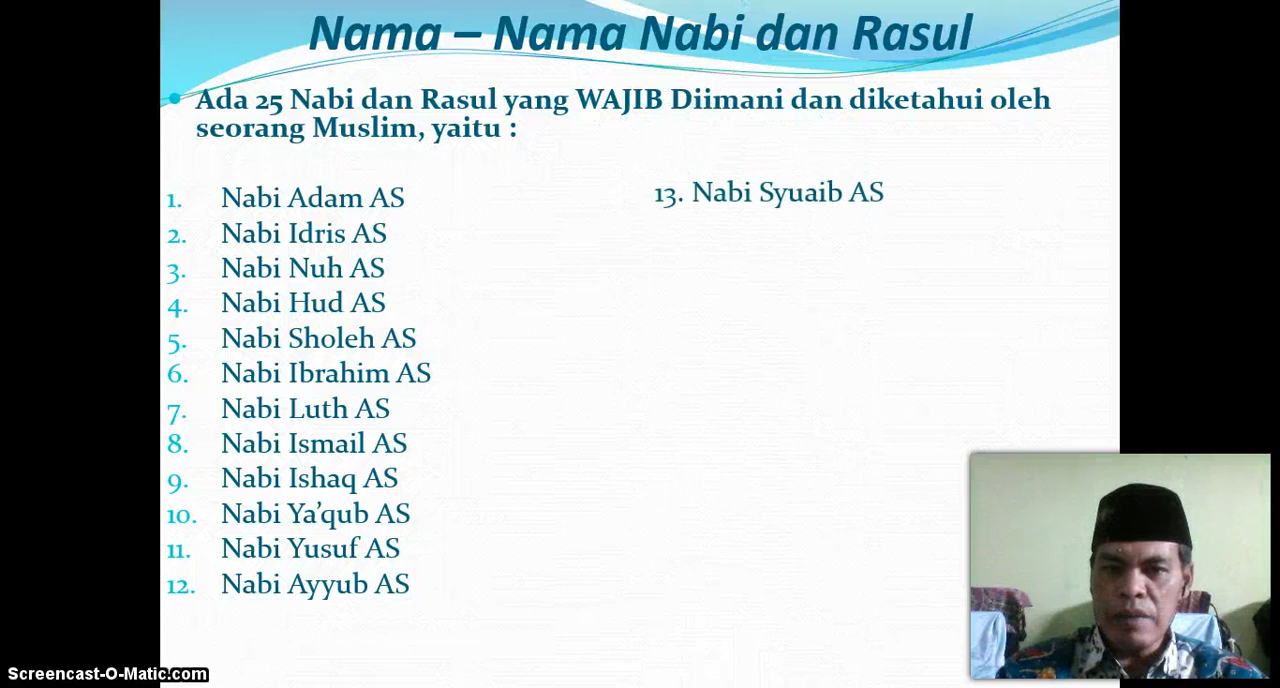 Nama – Nama Nabi dan Rasul
• Ada 25 Nabi dan Rasul yang WAJIB Diimani dan diketahui oleh
seorang Muslim, yaitu :
1. Nabi Adam AS
2. Nabi Idris AS
3. Nabi Nuh AS
4. Nabi Hud AS
5. Nabi Sholeh AS
6. Nabi Ibrahim AS
7. Nabi Luth AS
8. Nabi Ismail AS
9. Nabi Ishaq AS
10. Nabi Ya’qub AS
11. Nabi Yusuf AS
12. Nabi Ayyub AS
13. Nabi Syuaib AS
Screencast-O-Matic.com